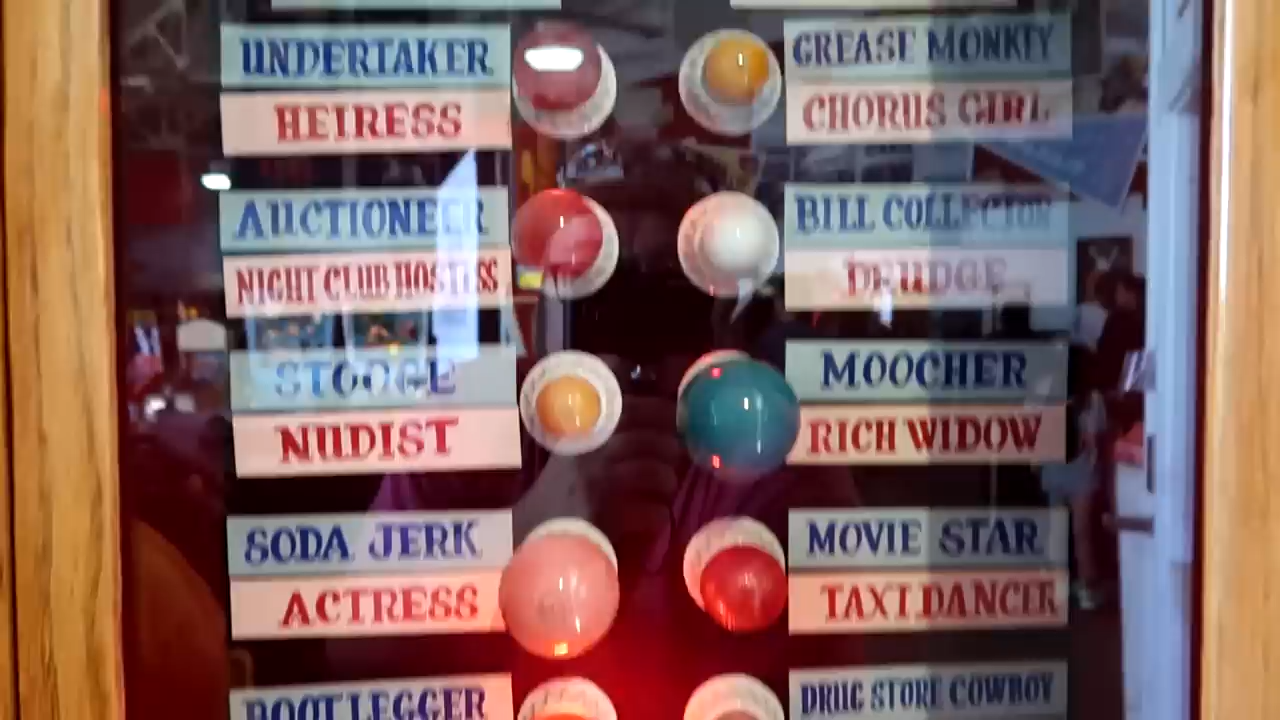 UNDERTAKER
HEIRESS
AUCTIONEER
NIGHT CLUB HOSTESS
STOOGE
NUDIST
SODA JERK
ACTRESS
BOOTLEGGER
GREASE MONKEY
CHORUS GIRL
BILL COLLECTOR
DRUDGE
MOOCHER
RICH WIDOW
MOVIE STAR
TAXI DANCER
DRUG STORE COWBOY